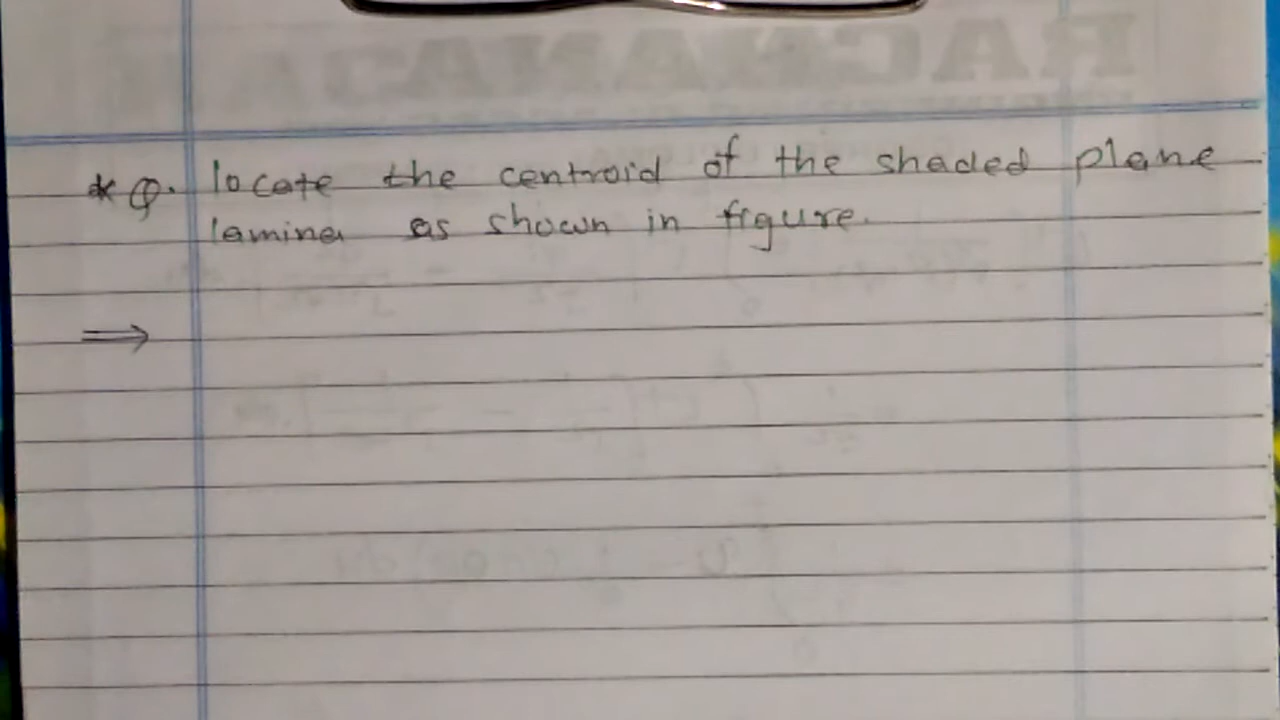 * Q. locate the centroid of the shaded plane
lamina as shown in figure.
⇒